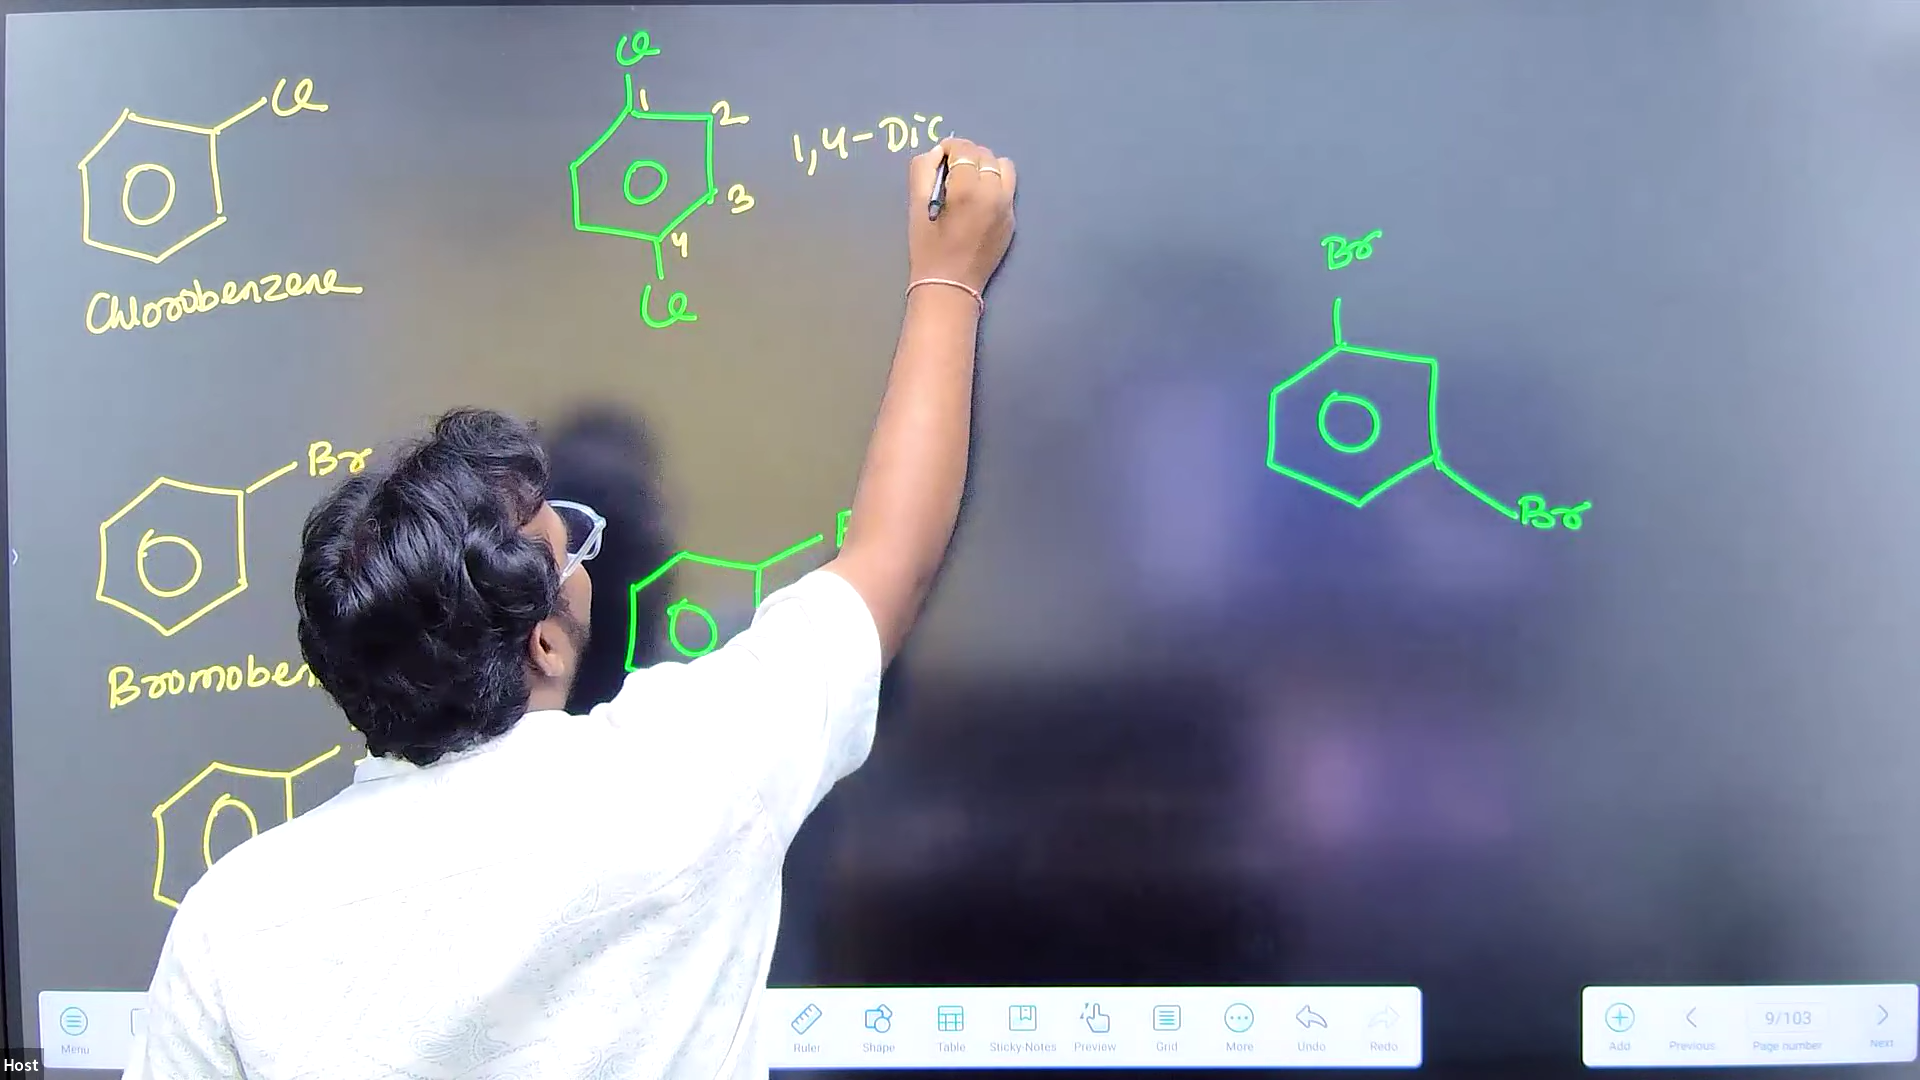 Cl
Cl
1
2
1,4-Dic
3
4
Cl
Chlorobenzene
Br
Br
Br
Bromoben
Menu
Ruler
Shape
Table
Sticky-Notes
Preview
Grid
More
Undo
Redo
Add
Previous
9/103
Page number
Next
Host